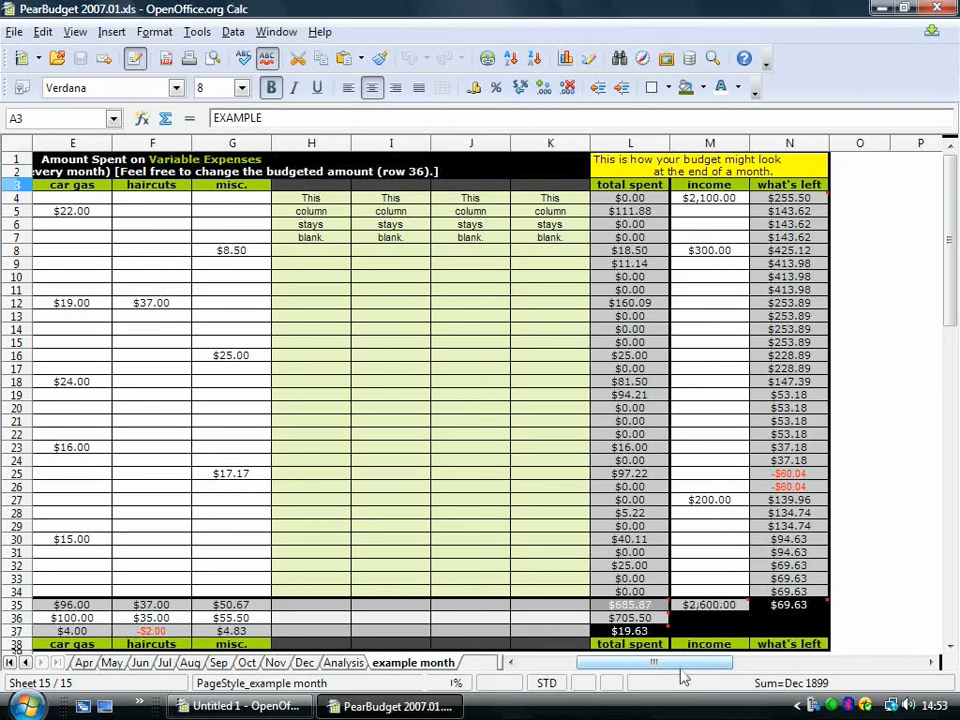 PearBudget 2007.01.xls - OpenOffice.org Calc
File Edit View Insert Format Tools Data Window Help
Verdana 8
A3 EXAMPLE
E F G H I J K L M N O P
1 Amount Spent on Variable Expenses This is how your budget might look
2 every month) [Feel free to change the budgeted amount (row 36).] at the end of a month.
3 car gas haircuts misc. total spent income what's left
4 This This This This $0.00 $2,100.00 $255.50
5 $22.00 column column column column $111.88 $143.62
6 stays stays stays stays $0.00 $143.62
7 blank. blank. blank. blank. $0.00 $143.62
8 $8.50 $18.50 $300.00 $425.12
9 $11.14 $413.98
10 $0.00 $413.98
11 $0.00 $413.98
12 $19.00 $37.00 $160.09 $253.89
13 $0.00 $253.89
14 $0.00 $253.89
15 $0.00 $253.89
16 $25.00 $25.00 $228.89
17 $0.00 $228.89
18 $24.00 $81.50 $147.39
19 $94.21 $53.18
20 $0.00 $53.18
21 $0.00 $53.18
22 $0.00 $53.18
23 $16.00 $16.00 $37.18
24 $0.00 $37.18
25 $17.17 $97.22 -$60.04
26 $0.00 -$60.04
27 $0.00 $200.00 $139.96
28 $5.22 $134.74
29 $0.00 $134.74
30 $15.00 $40.11 $94.63
31 $0.00 $94.63
32 $25.00 $69.63
33 $0.00 $69.63
34 $0.00 $69.63
35 $96.00 $37.00 $50.67 $685.87 $2,600.00 $69.63
36 $100.00 $35.00 $55.50 $705.50
37 $4.00 -$2.00 $4.83 $19.63
38 car gas haircuts misc. total spent income what's left
Apr May Jun Jul Aug Sep Oct Nov Dec Analysis example month
Sheet 15 / 15 PageStyle_example month % STD Sum=Dec 1899
Untitled 1 - OpenOf... PearBudget 2007.01.... 14:53